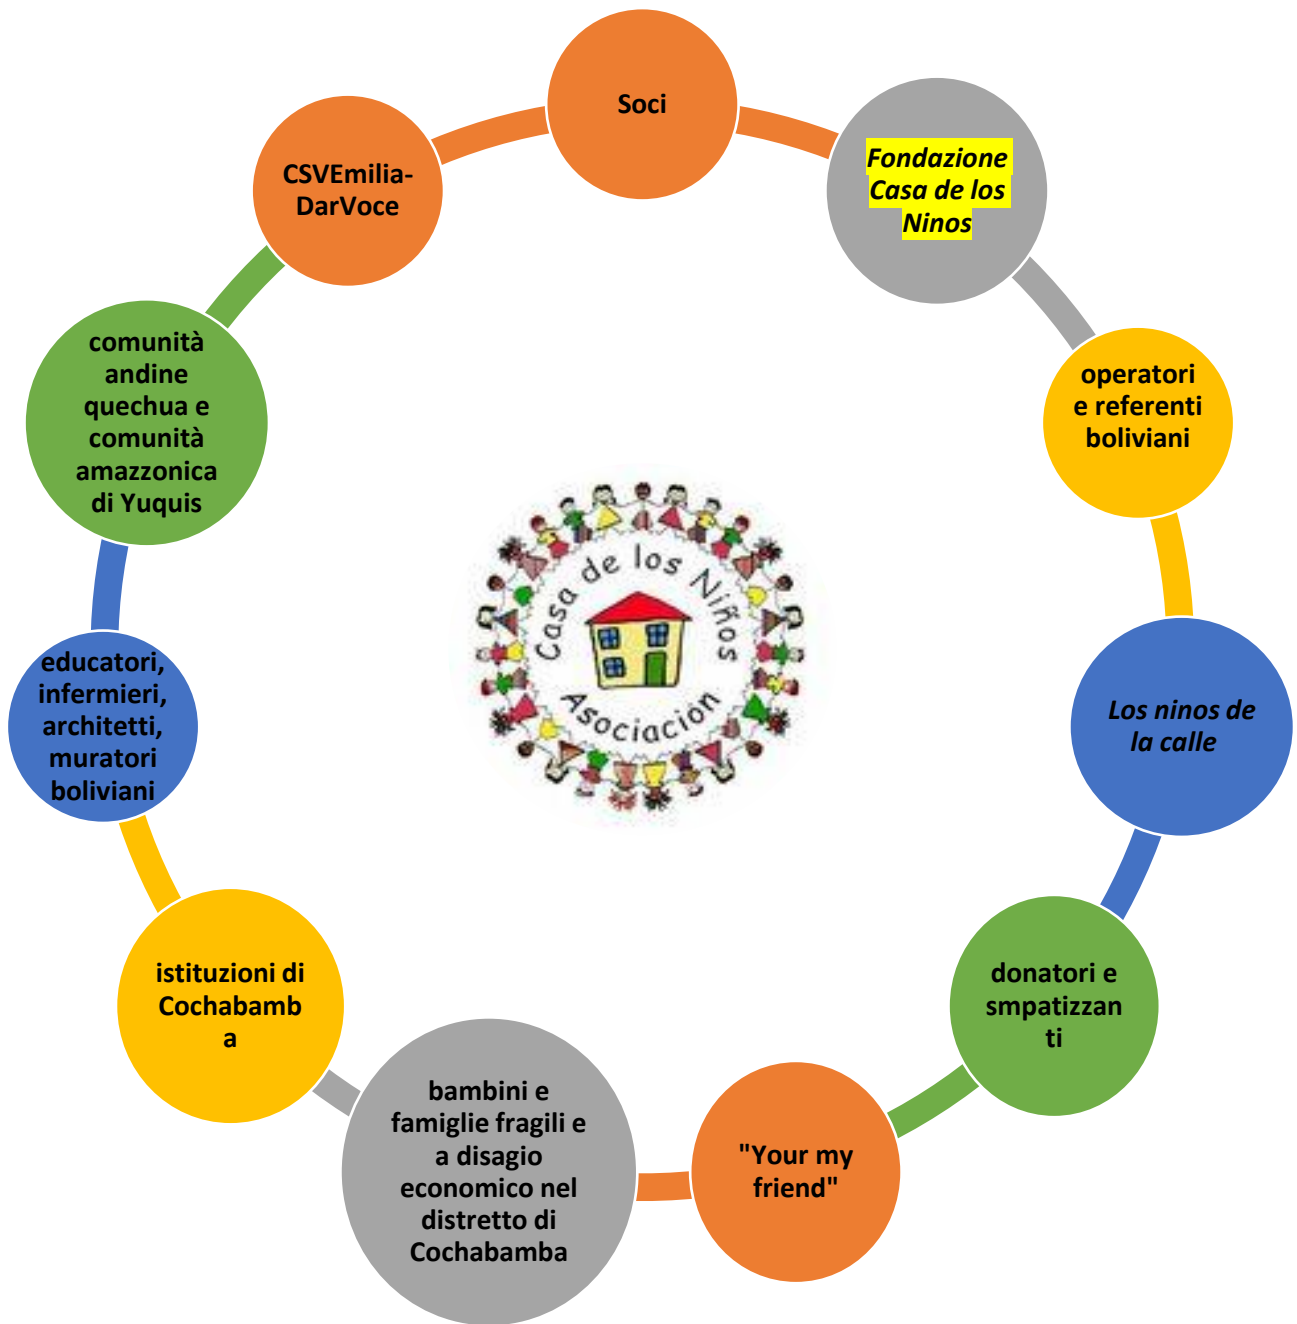 Soci
Fondazione
Casa de los
Ninos
operatori
e referenti
boliviani
Los ninos de
la calle
donatori e
smpatizzan
ti
"Your my
friend"
bambini e
famiglie fragili e
a disagio
economico nel
distretto di
Cochabamba
istituzioni di
Cochabamb
a
educatori,
infermieri,
architetti,
muratori
boliviani
comunità
andine
quechua e
comunità
amazzonica
di Yuquis
CSVEmilia-
DarVoce
Casa de los Niños
Asociación